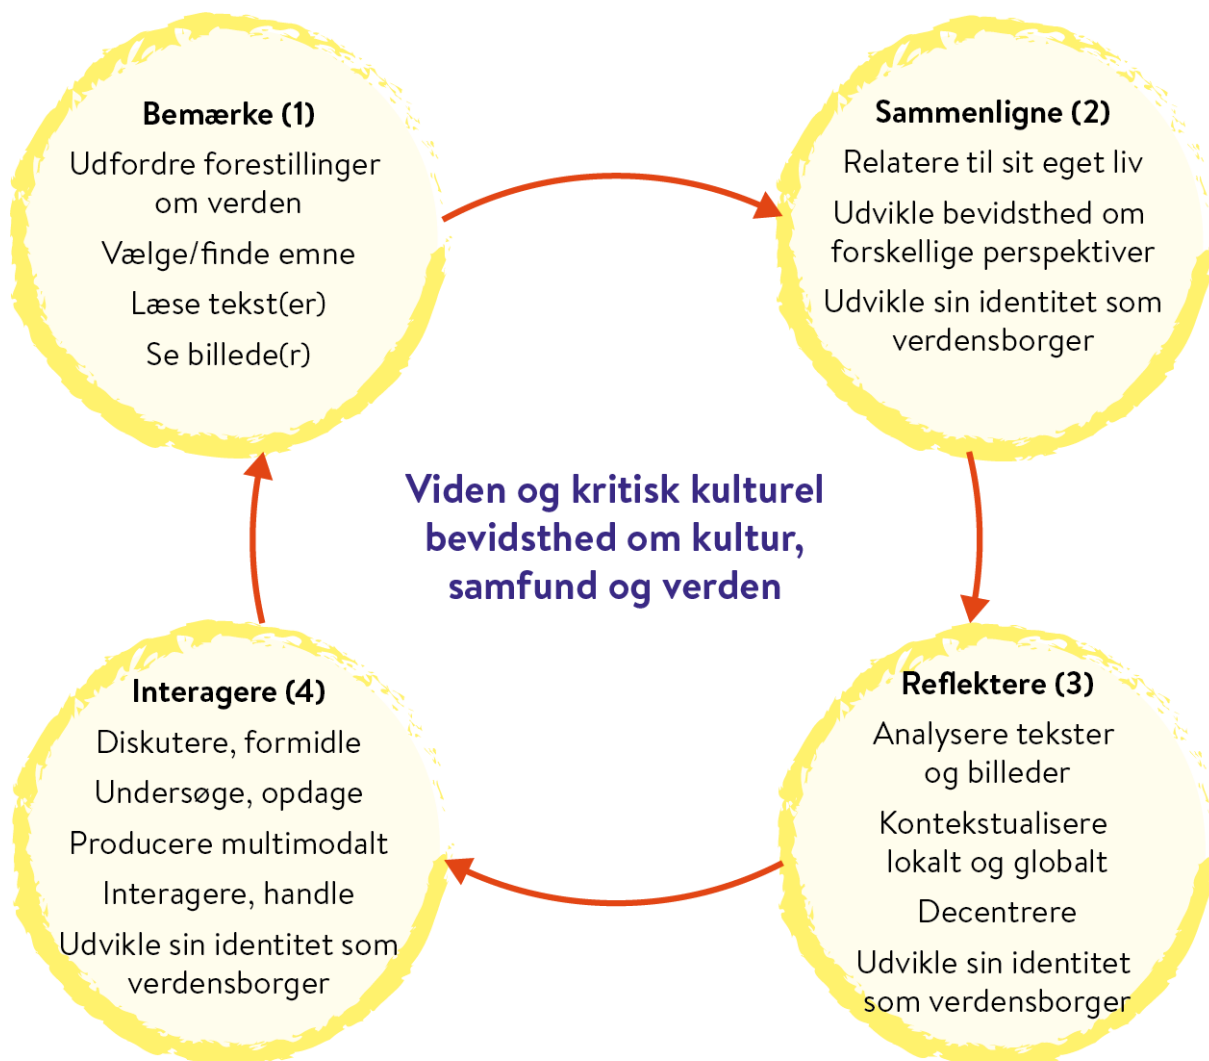 Bemærke (1)
Udfordre forestillinger
om verden
Vælge/finde emne
Læse tekst(er)
Se billede(r)
Sammenligne (2)
Relatere til sit eget liv
Udvikle bevidsthed om
forskellige perspektiver
Udvikle sin identitet som
verdensborger
Viden og kritisk kulturel
bevidsthed om kultur,
samfund og verden
Reflektere (3)
Analysere tekster
og billeder
Kontekstualisere
lokalt og globalt
Decentrere
Udvikle sin identitet
som verdensborger
Interagere (4)
Diskutere, formidle
Undersøge, opdage
Producere multimodalt
Interagere, handle
Udvikle sin identitet som
verdensborger